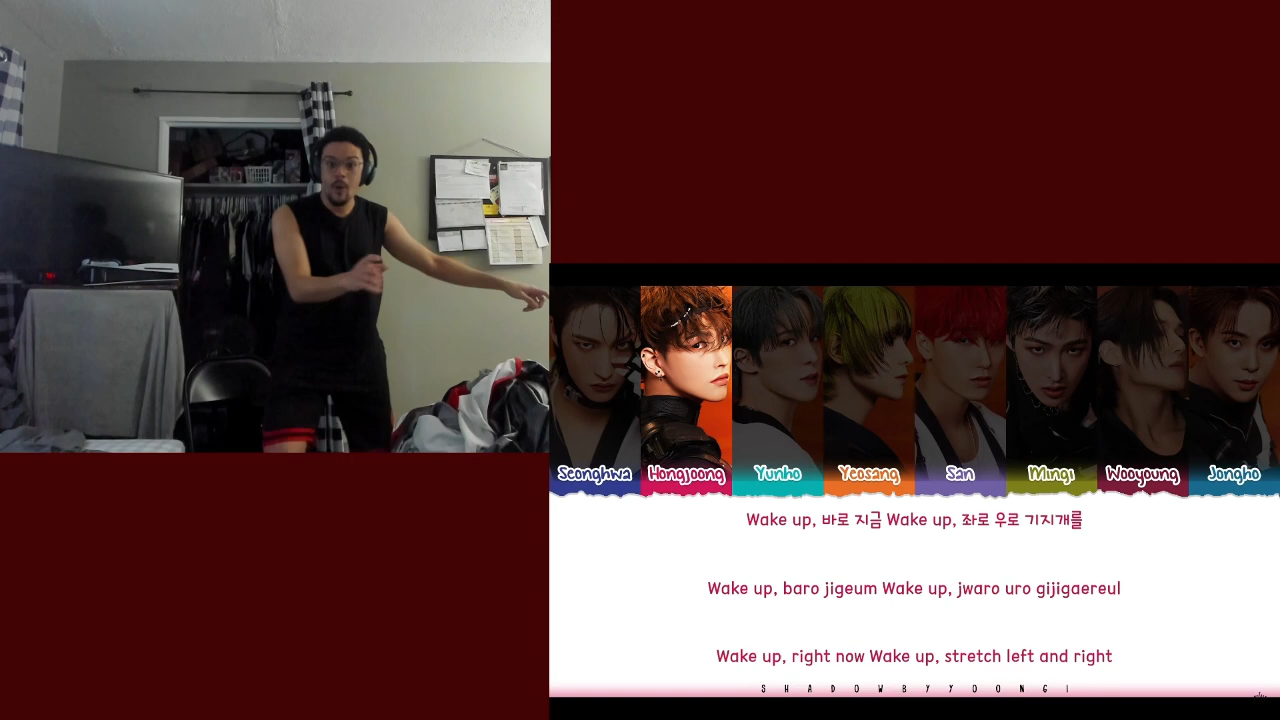 Seonghwa Hongjoong Yunho Yeosang San Mingi Wooyoung Jongho
Wake up, 바로 지금 Wake up, 좌로 우로 기지개를
Wake up, baro jigeum Wake up, jwaro uro gijigaereul
Wake up, right now Wake up, stretch left and right
SHADOWBYYOONGI